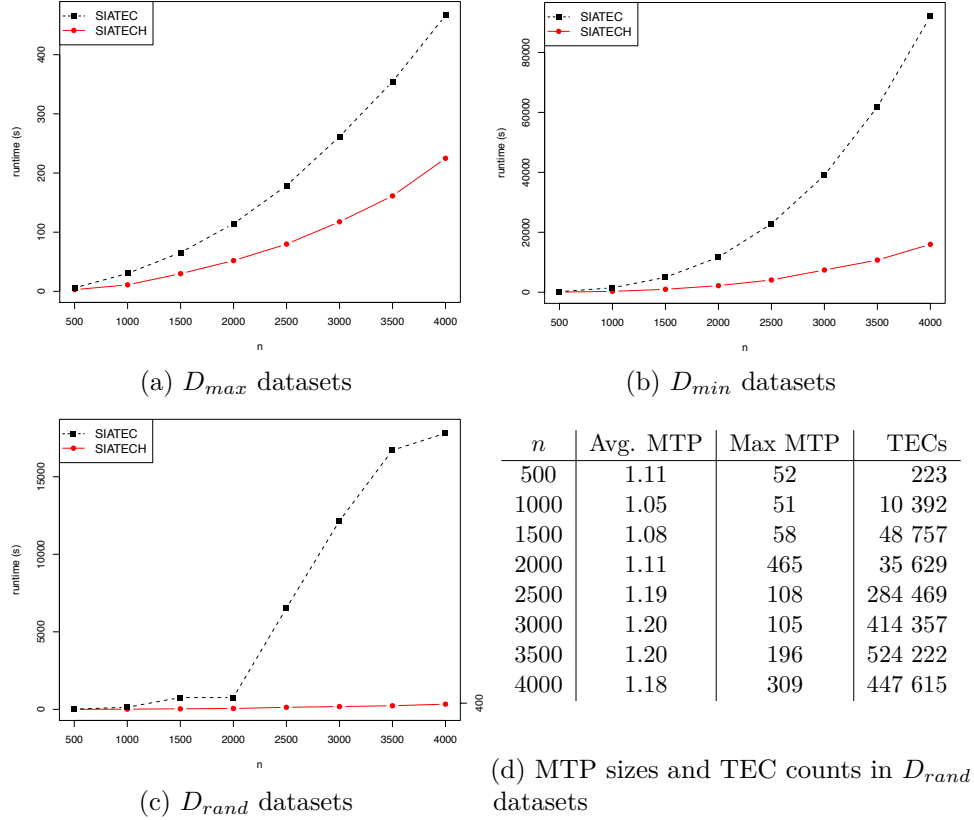 SIATEC
SIATECH
runtime (s)
0
100
200
300
400
500 1000 1500 2000 2500 3000 3500 4000
n
(a) D_max datasets
SIATEC
SIATECH
runtime (s)
0
20000
40000
60000
80000
500 1000 1500 2000 2500 3000 3500 4000
n
(b) D_min datasets
SIATEC
SIATECH
runtime (s)
0
5000
10000
15000
400
500 1000 1500 2000 2500 3000 3500 4000
n
(c) D_rand datasets
n Avg. MTP Max MTP TECs
500 1.11 52 223
1000 1.05 51 10 392
1500 1.08 58 48 757
2000 1.11 465 35 629
2500 1.19 108 284 469
3000 1.20 105 414 357
3500 1.20 196 524 222
4000 1.18 309 447 615
(d) MTP sizes and TEC counts in D_rand
datasets